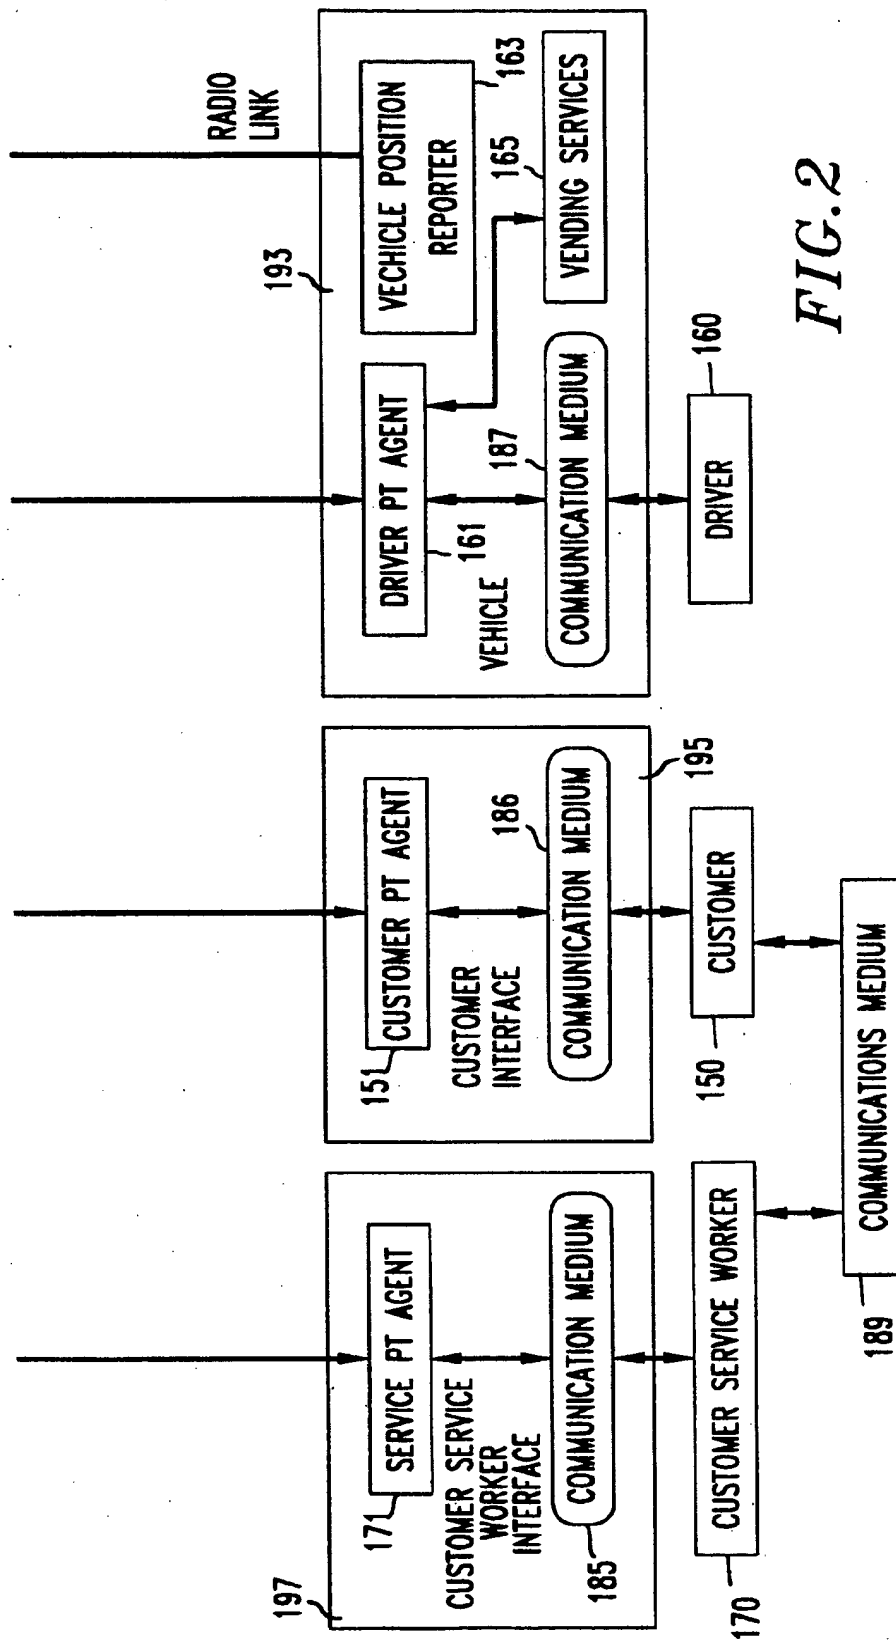 197
171
SERVICE PT AGENT
CUSTOMER SERVICE
WORKER
INTERFACE
185
COMMUNICATION MEDIUM
170
CUSTOMER SERVICE WORKER
151
CUSTOMER PT AGENT
CUSTOMER
INTERFACE
186
COMMUNICATION MEDIUM
195
150
CUSTOMER
189
COMMUNICATIONS MEDIUM
193
RADIO
LINK
DRIVER PT AGENT
161
VECHICLE POSITION
REPORTER
163
VEHICLE
187
COMMUNICATION MEDIUM
165
VENDING SERVICES
DRIVER
160
FIG.2